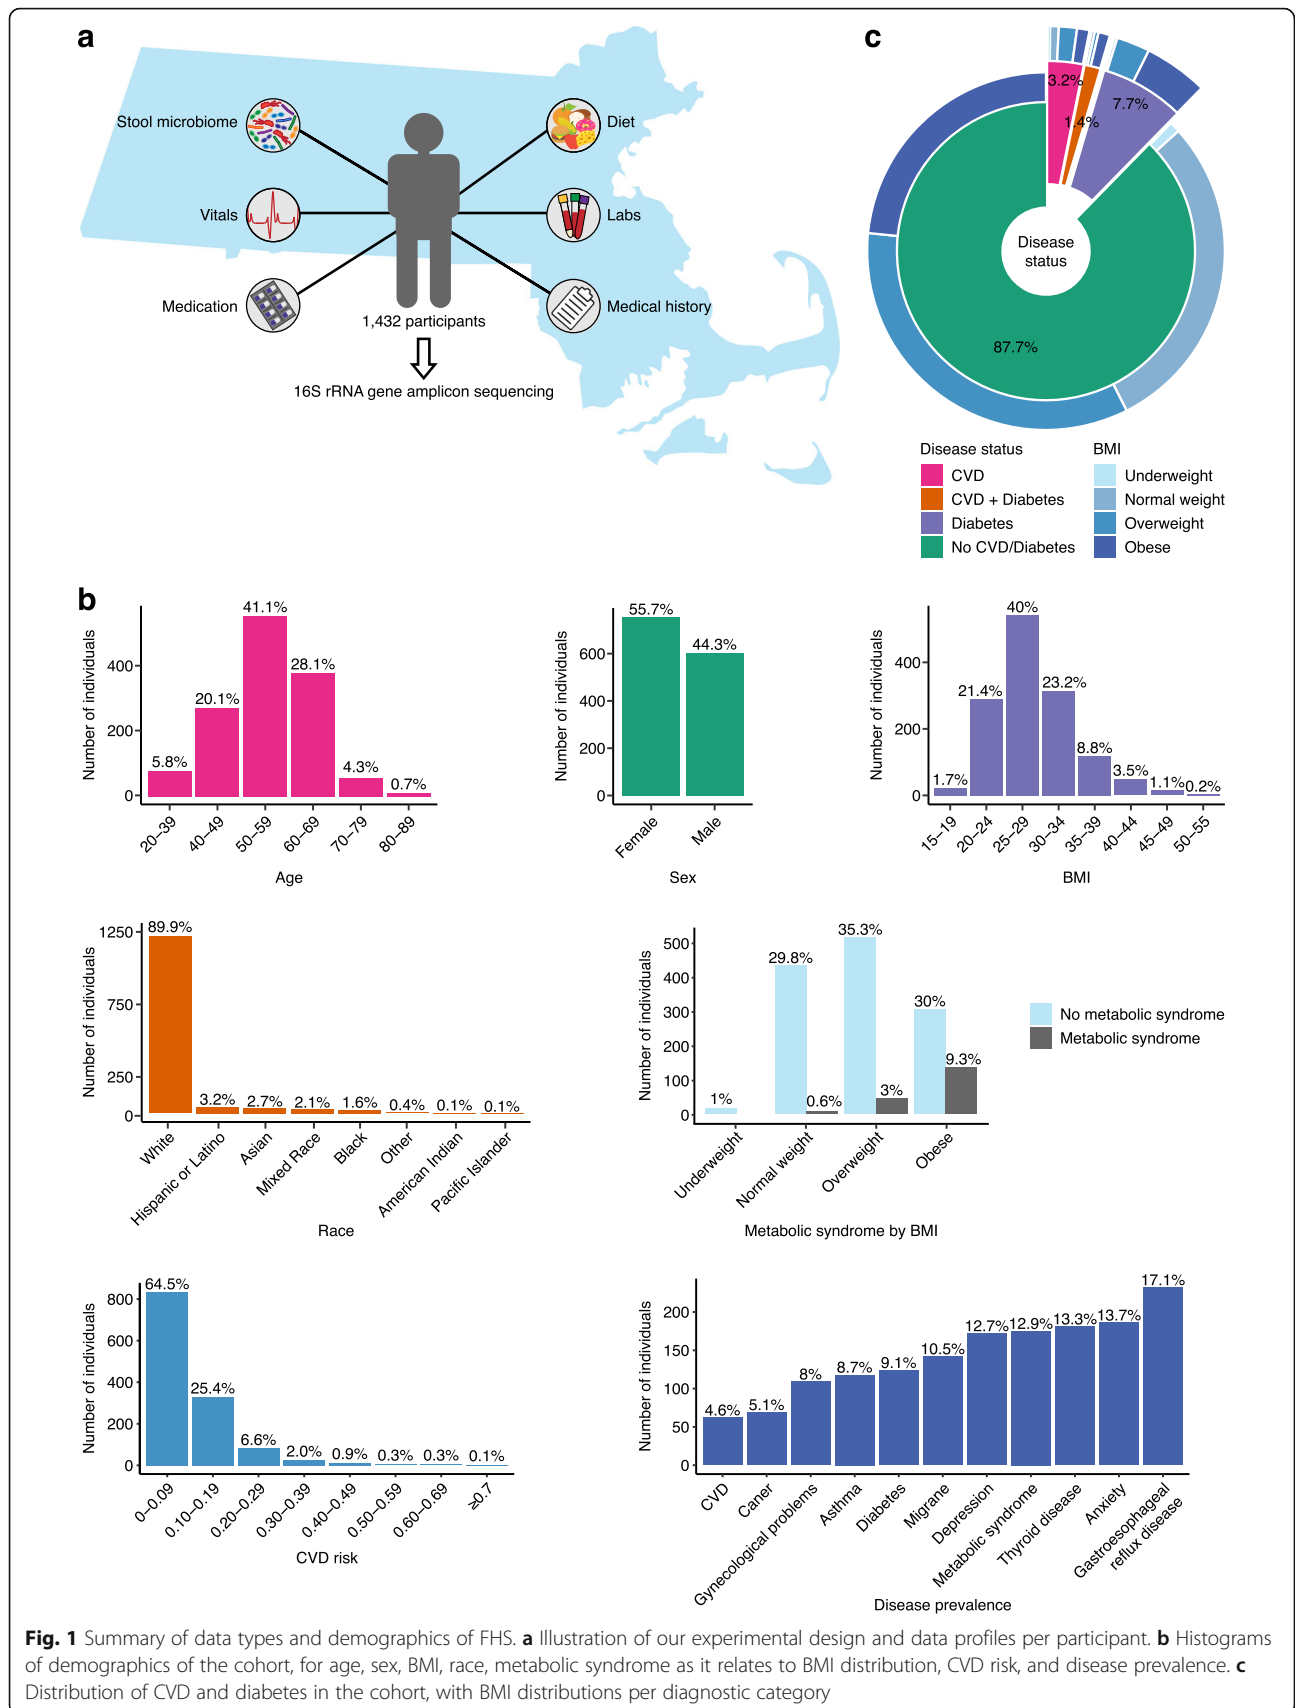 a
Stool microbiome
Diet
Vitals
Labs
Medication
Medical history
1,432 participants
16S rRNA gene amplicon sequencing
c
3.2%
1.4%
7.7%
Disease
status
87.7%
Disease status
CVD
CVD + Diabetes
Diabetes
No CVD/Diabetes
BMI
Underweight
Normal weight
Overweight
Obese
b
Number of individuals
400
200
0
5.8%
20.1%
41.1%
28.1%
4.3%
0.7%
20–39
40–49
50–59
60–69
70–79
80–89
Age
Number of individuals
600
400
200
0
55.7%
44.3%
Female
Male
Sex
Number of individuals
400
200
0
1.7%
21.4%
40%
23.2%
8.8%
3.5%
1.1%
0.2%
15–19
20–24
25–29
30–34
35–39
40–44
45–49
50–55
BMI
Number of individuals
1250
750
250
0
89.9%
3.2%
2.7%
2.1%
1.6%
0.4%
0.1%
0.1%
White
Hispanic or Latino
Asian
Mixed Race
Black
Other
American Indian
Pacific Islander
Race
Number of individuals
500
400
300
200
100
0
1%
29.8%
0.6%
35.3%
3%
30%
9.3%
Underweight
Normal weight
Overweight
Obese
Metabolic syndrome by BMI
No metabolic syndrome
Metabolic syndrome
Number of individuals
800
600
400
200
0
64.5%
25.4%
6.6%
2.0%
0.9%
0.3%
0.3%
0.1%
0–0.09
0.10–0.19
0.20–0.29
0.30–0.39
0.40–0.49
0.50–0.59
0.60–0.69
≥0.7
CVD risk
Number of individuals
200
150
100
50
0
4.6%
5.1%
8%
8.7%
9.1%
10.5%
12.7%
12.9%
13.3%
13.7%
17.1%
CVD
Caner
Gynecological problems
Asthma
Diabetes
Migrane
Depression
Metabolic syndrome
Thyroid disease
Anxiety
Gastroesophageal
reflux disease
Disease prevalence
Fig. 1 Summary of data types and demographics of FHS. a Illustration of our experimental design and data profiles per participant. b Histograms
of demographics of the cohort, for age, sex, BMI, race, metabolic syndrome as it relates to BMI distribution, CVD risk, and disease prevalence. c
Distribution of CVD and diabetes in the cohort, with BMI distributions per diagnostic category